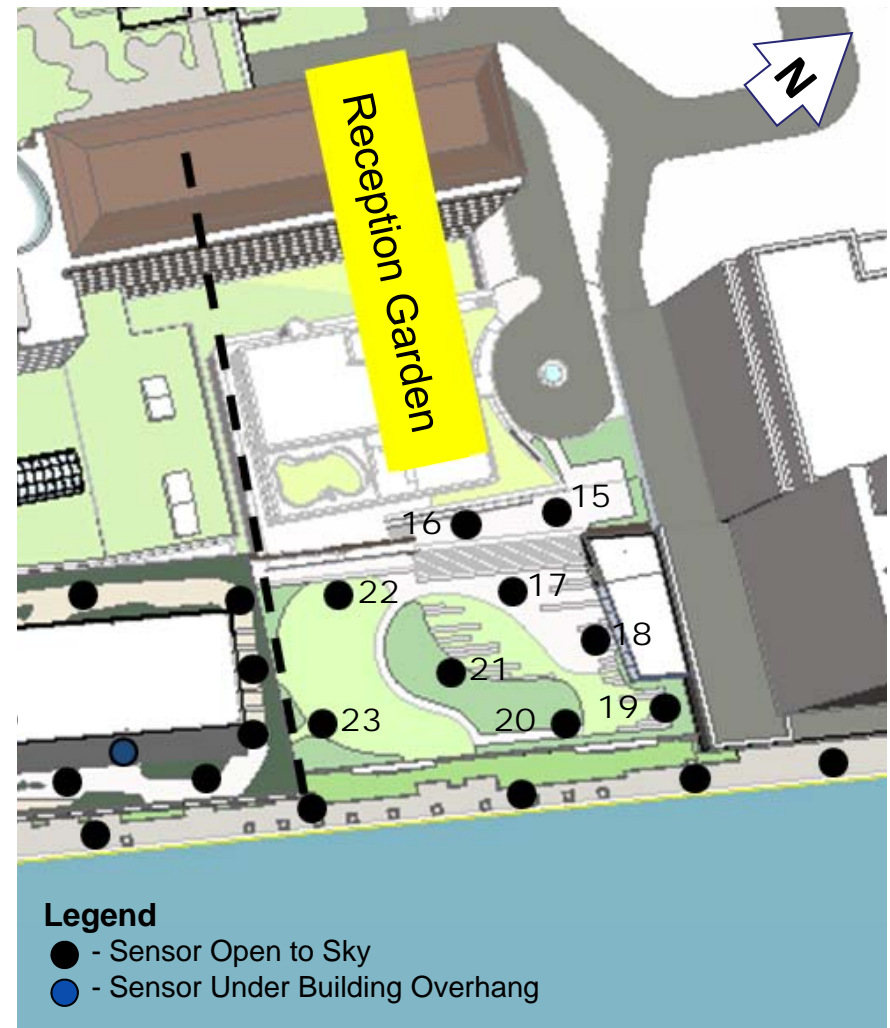 N
Reception Garden
15
16
22
17
18
21
19
23
20
Legend
- Sensor Open to Sky
- Sensor Under Building Overhang